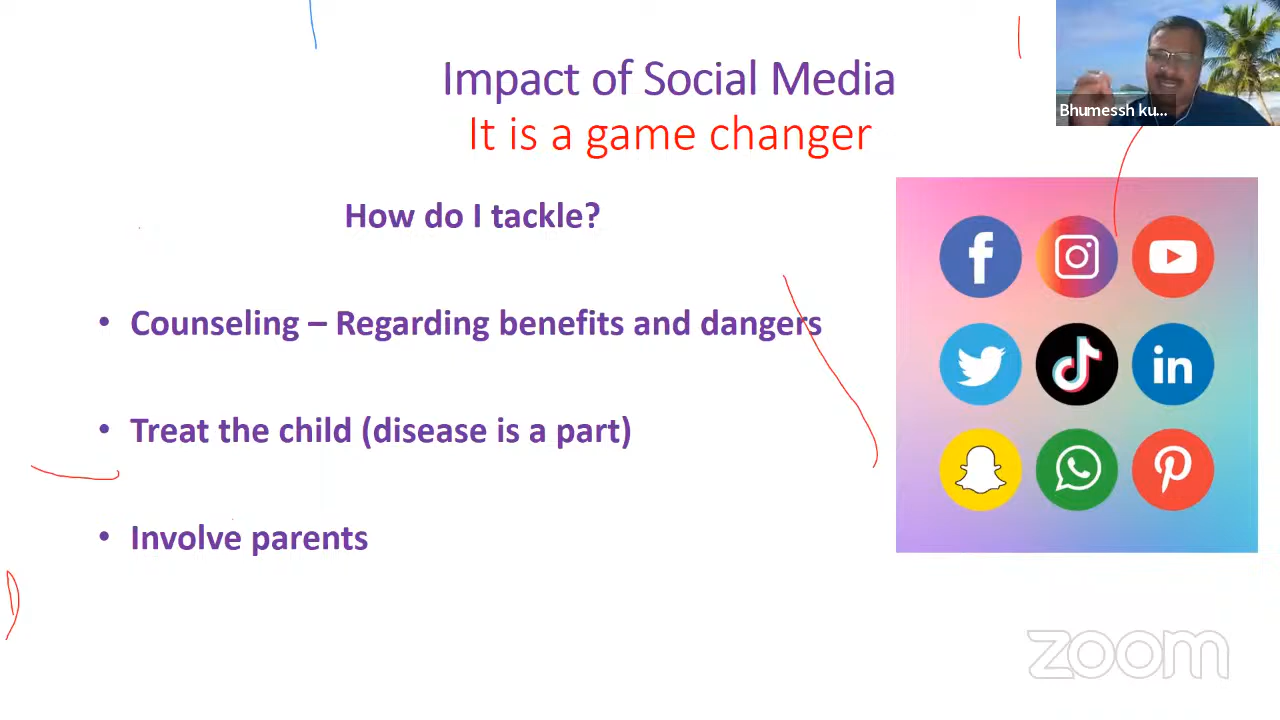 Impact of Social Media
It is a game changer
Bhumessh ku...
How do I tackle?
• Counseling – Regarding benefits and dangers
• Treat the child (disease is a part)
• Involve parents
f
in
zoom